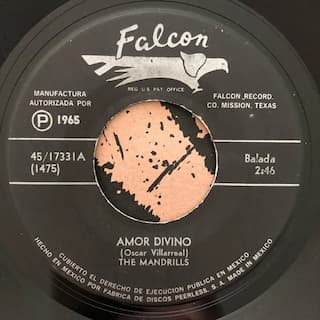 Falcon
REG U.S. PAT. OFFICE
MANUFACTURA
AUTORIZADA POR
FALCON RECORD.
CO. MISSION, TEXAS
P 1965
45/17331A
(1475)
Balada
2:46
AMOR DIVINO
(Oscar Villarreal)
THE MANDRILLS
CUBIERTO EL DERECHO DE EJECUCION PUBLICA EN MEXICO
HECHO EN MEXICO POR FABRICA DE DISCOS PEERLESS, S. A. MADE IN MEXICO